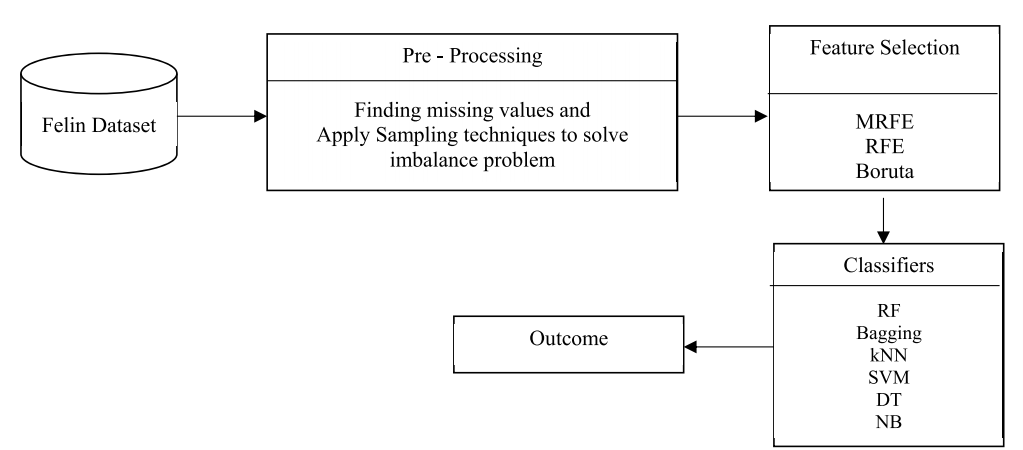 Felin Dataset
Pre - Processing
Finding missing values and
Apply Sampling techniques to solve
imbalance problem
Feature Selection
MRFE
RFE
Boruta
Classifiers
RF
Bagging
kNN
SVM
DT
NB
Outcome